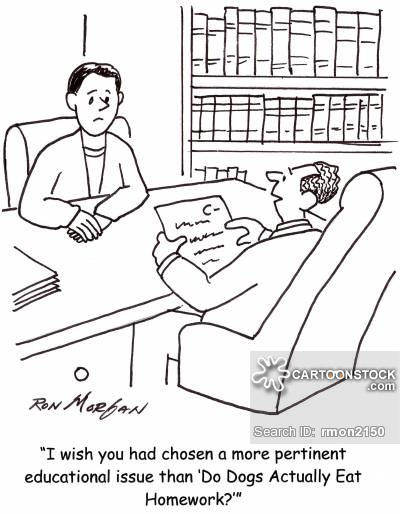 C-
CARTOONSTOCK
.com
Search ID: rmon2150
RON MORGAN
"I wish you had chosen a more pertinent
educational issue than 'Do Dogs Actually Eat
Homework?'"